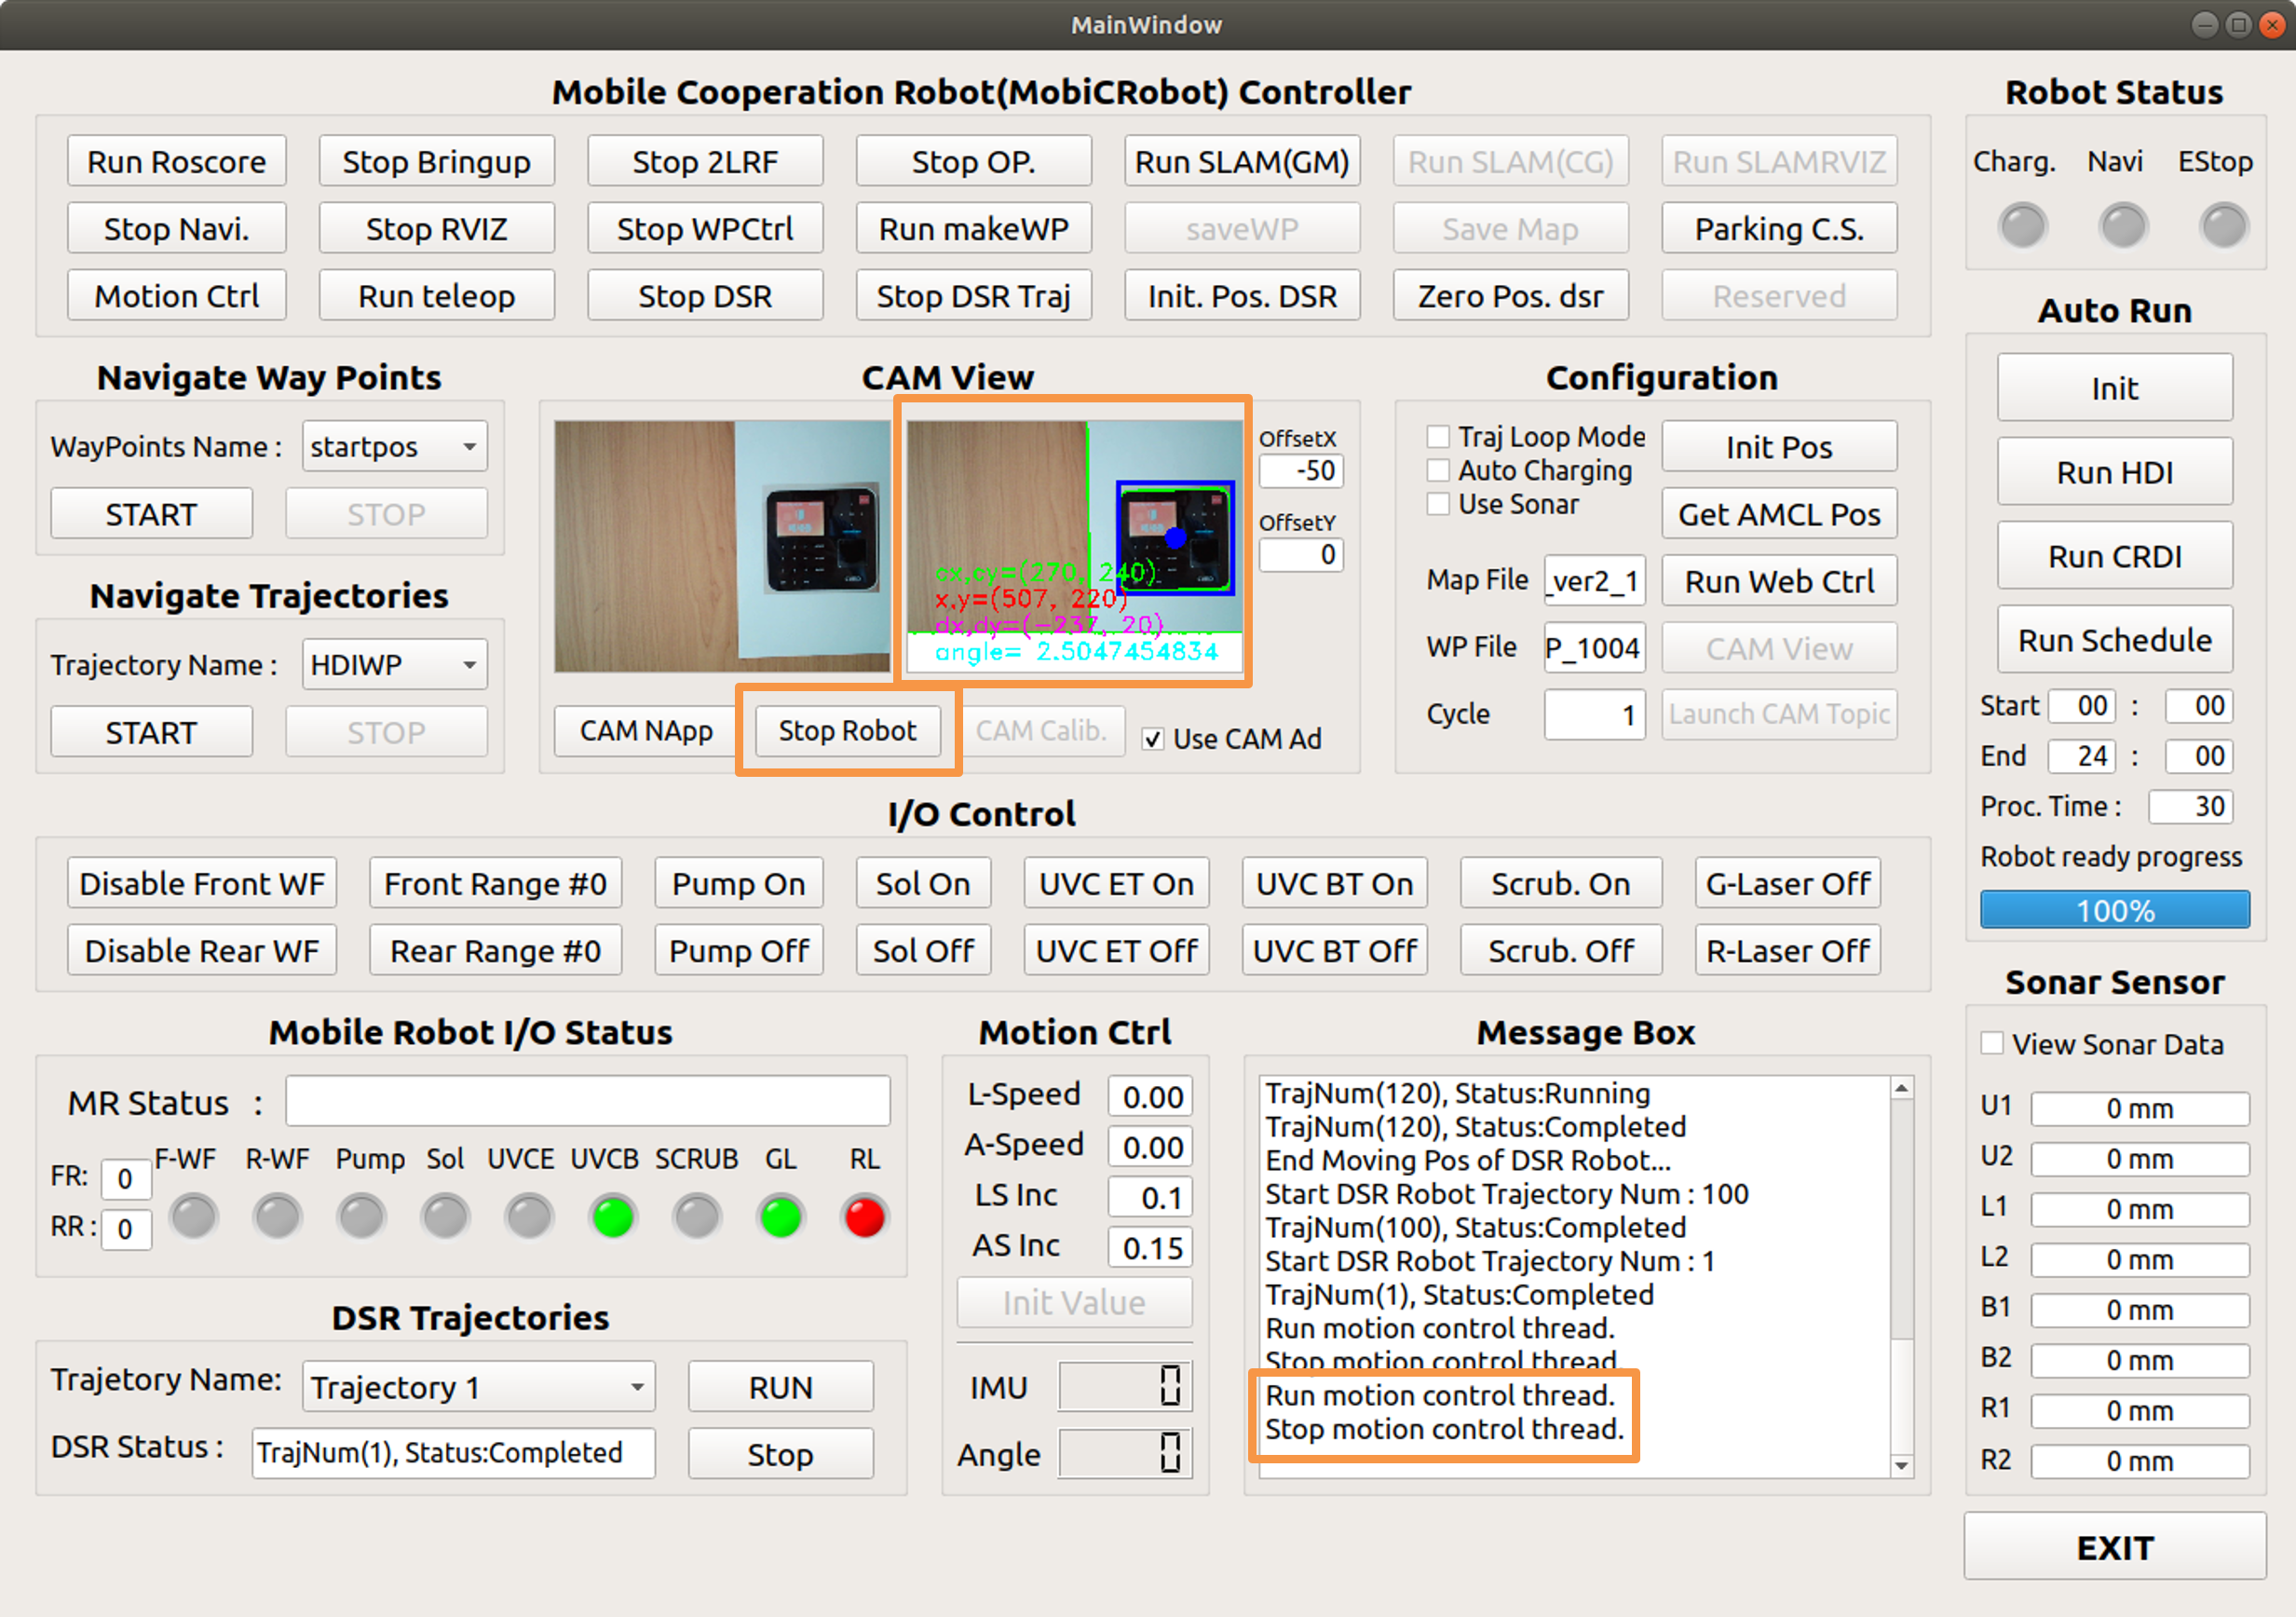 MainWindow
Mobile Cooperation Robot(MobiCRobot) Controller
Run Roscore Stop Bringup Stop 2LRF Stop OP. Run SLAM(GM) Run SLAM(CG) Run SLAMRVIZ
Stop Navi. Stop RVIZ Stop WPCtrl Run makeWP saveWP Save Map Parking C.S.
Motion Ctrl Run teleop Stop DSR Stop DSR Traj Init. Pos. DSR Zero Pos. dsr Reserved
Robot Status
Charg. Navi EStop
Navigate Way Points
WayPoints Name : startpos
START STOP
Navigate Trajectories
Trajectory Name : HDIWP
START STOP
CAM View
cx,cy=(270, 240)
x,y=(507, 220)
dx,dy=(-237, 20)
angle= 2.5047454834
OffsetX
-50
OffsetY
0
CAM NApp Stop Robot CAM Calib. Use CAM Ad
Configuration
Traj Loop Mode
Auto Charging
Use Sonar
Init Pos
Get AMCL Pos
Map File _ver2_1 Run Web Ctrl
WP File P_1004 CAM View
Cycle 1 Launch CAM Topic
Auto Run
Init
Run HDI
Run CRDI
Run Schedule
Start 00 : 00
End 24 : 00
Proc. Time : 30
Robot ready progress
100%
I/O Control
Disable Front WF Front Range #0 Pump On Sol On UVC ET On UVC BT On Scrub. On G-Laser Off
Disable Rear WF Rear Range #0 Pump Off Sol Off UVC ET Off UVC BT Off Scrub. Off R-Laser Off
Mobile Robot I/O Status
MR Status :
F-WF R-WF Pump Sol UVCE UVCB SCRUB GL RL
FR: 0
RR : 0
DSR Trajectories
Trajetory Name: Trajectory 1 RUN
DSR Status : TrajNum(1), Status:Completed Stop
Motion Ctrl
L-Speed 0.00
A-Speed 0.00
LS Inc 0.1
AS Inc 0.15
Init Value
IMU 0
Angle 0
Message Box
TrajNum(120), Status:Running
TrajNum(120), Status:Completed
End Moving Pos of DSR Robot...
Start DSR Robot Trajectory Num : 100
TrajNum(100), Status:Completed
Start DSR Robot Trajectory Num : 1
TrajNum(1), Status:Completed
Run motion control thread.
Stop motion control thread.
Run motion control thread.
Stop motion control thread.
Sonar Sensor
View Sonar Data
U1 0 mm
U2 0 mm
L1 0 mm
L2 0 mm
B1 0 mm
B2 0 mm
R1 0 mm
R2 0 mm
EXIT